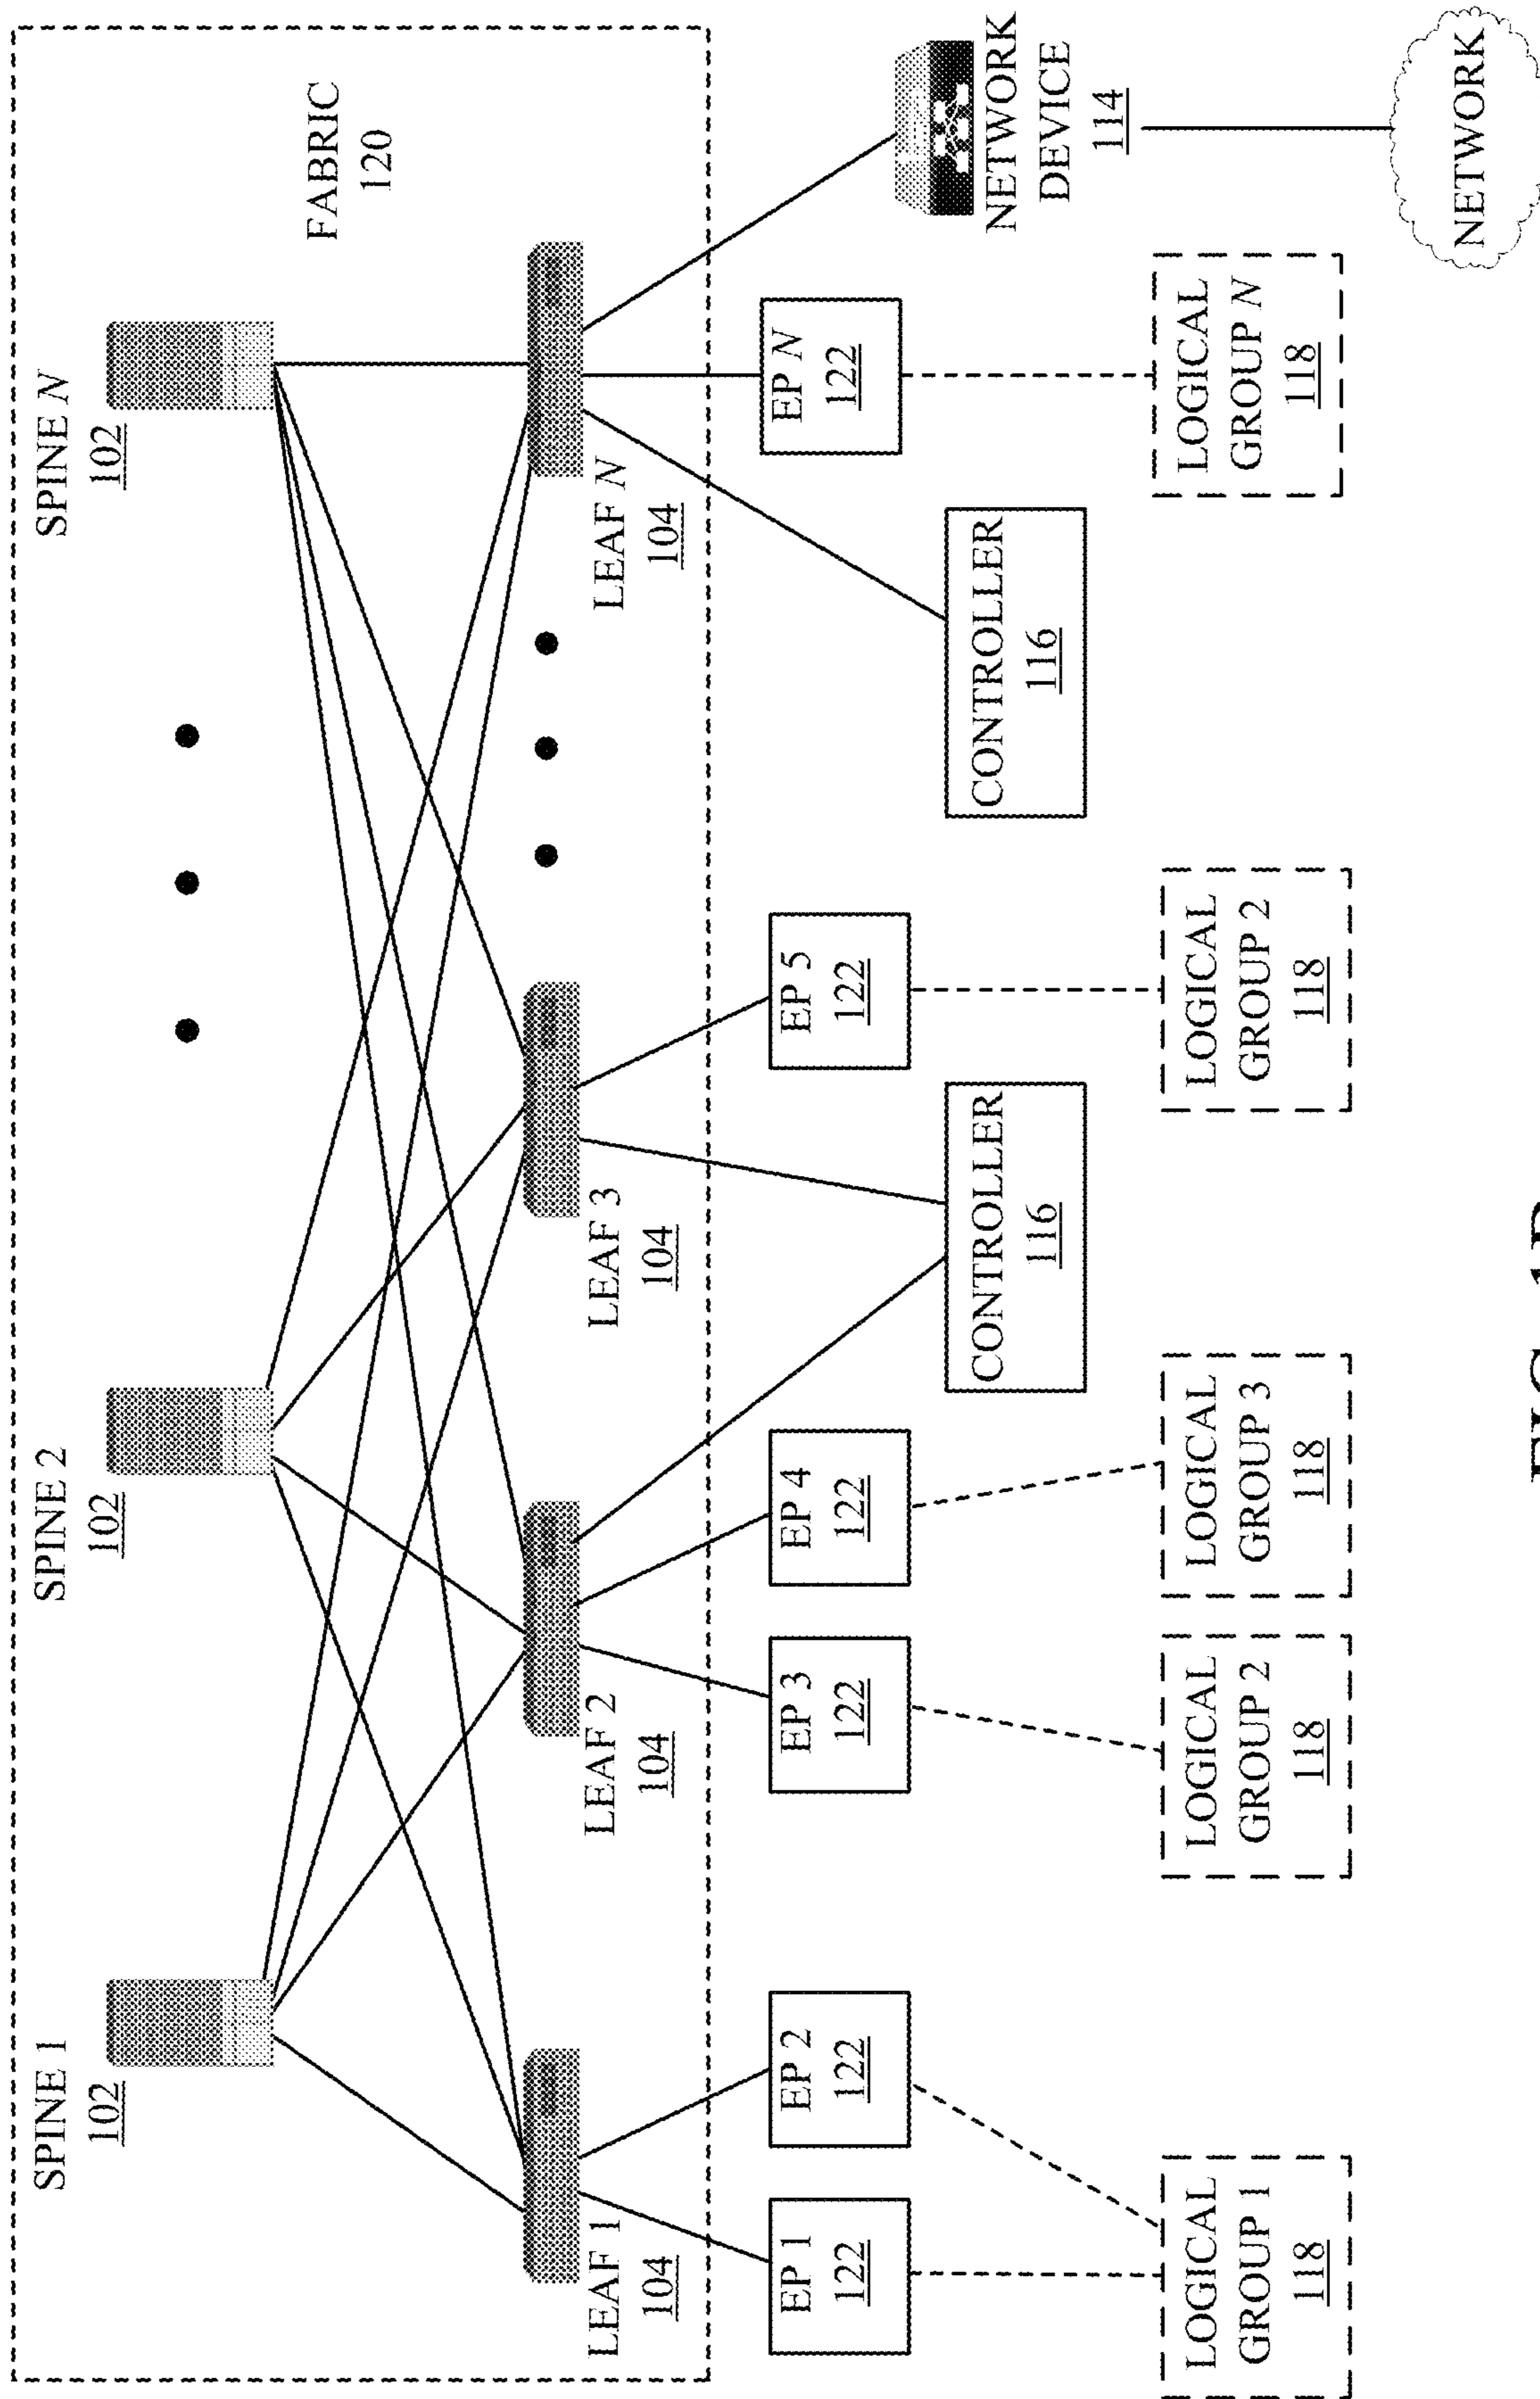 SPINE 1
102
SPINE 2
102
SPINE N
102
FABRIC
120
LEAF 1
104
LEAF 2
104
LEAF 3
104
LEAF N
104
EP 1
122
EP 2
122
EP 3
122
EP 4
122
EP 5
122
EP N
122
CONTROLLER
116
CONTROLLER
116
NETWORK
DEVICE
114
LOGICAL
GROUP 1
118
LOGICAL
GROUP 2
118
LOGICAL
GROUP 3
118
LOGICAL
GROUP 2
118
LOGICAL
GROUP N
118
NETWORK